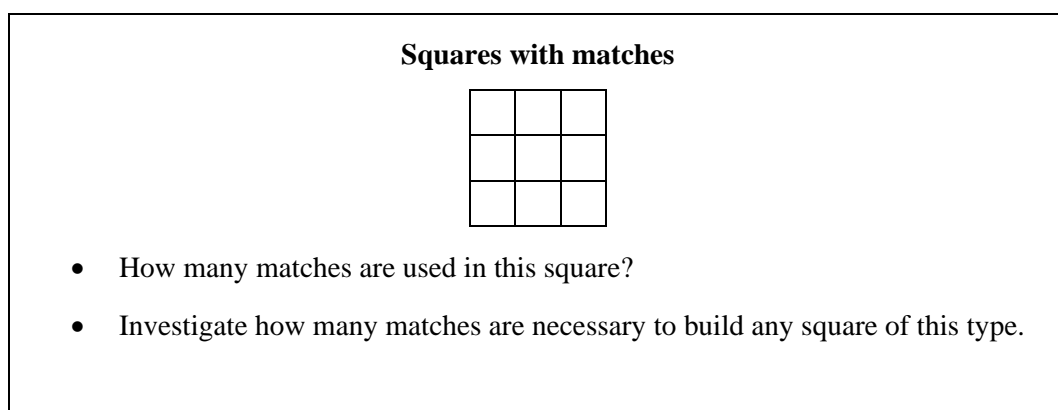 Squares with matches
• How many matches are used in this square?
• Investigate how many matches are necessary to build any square of this type.